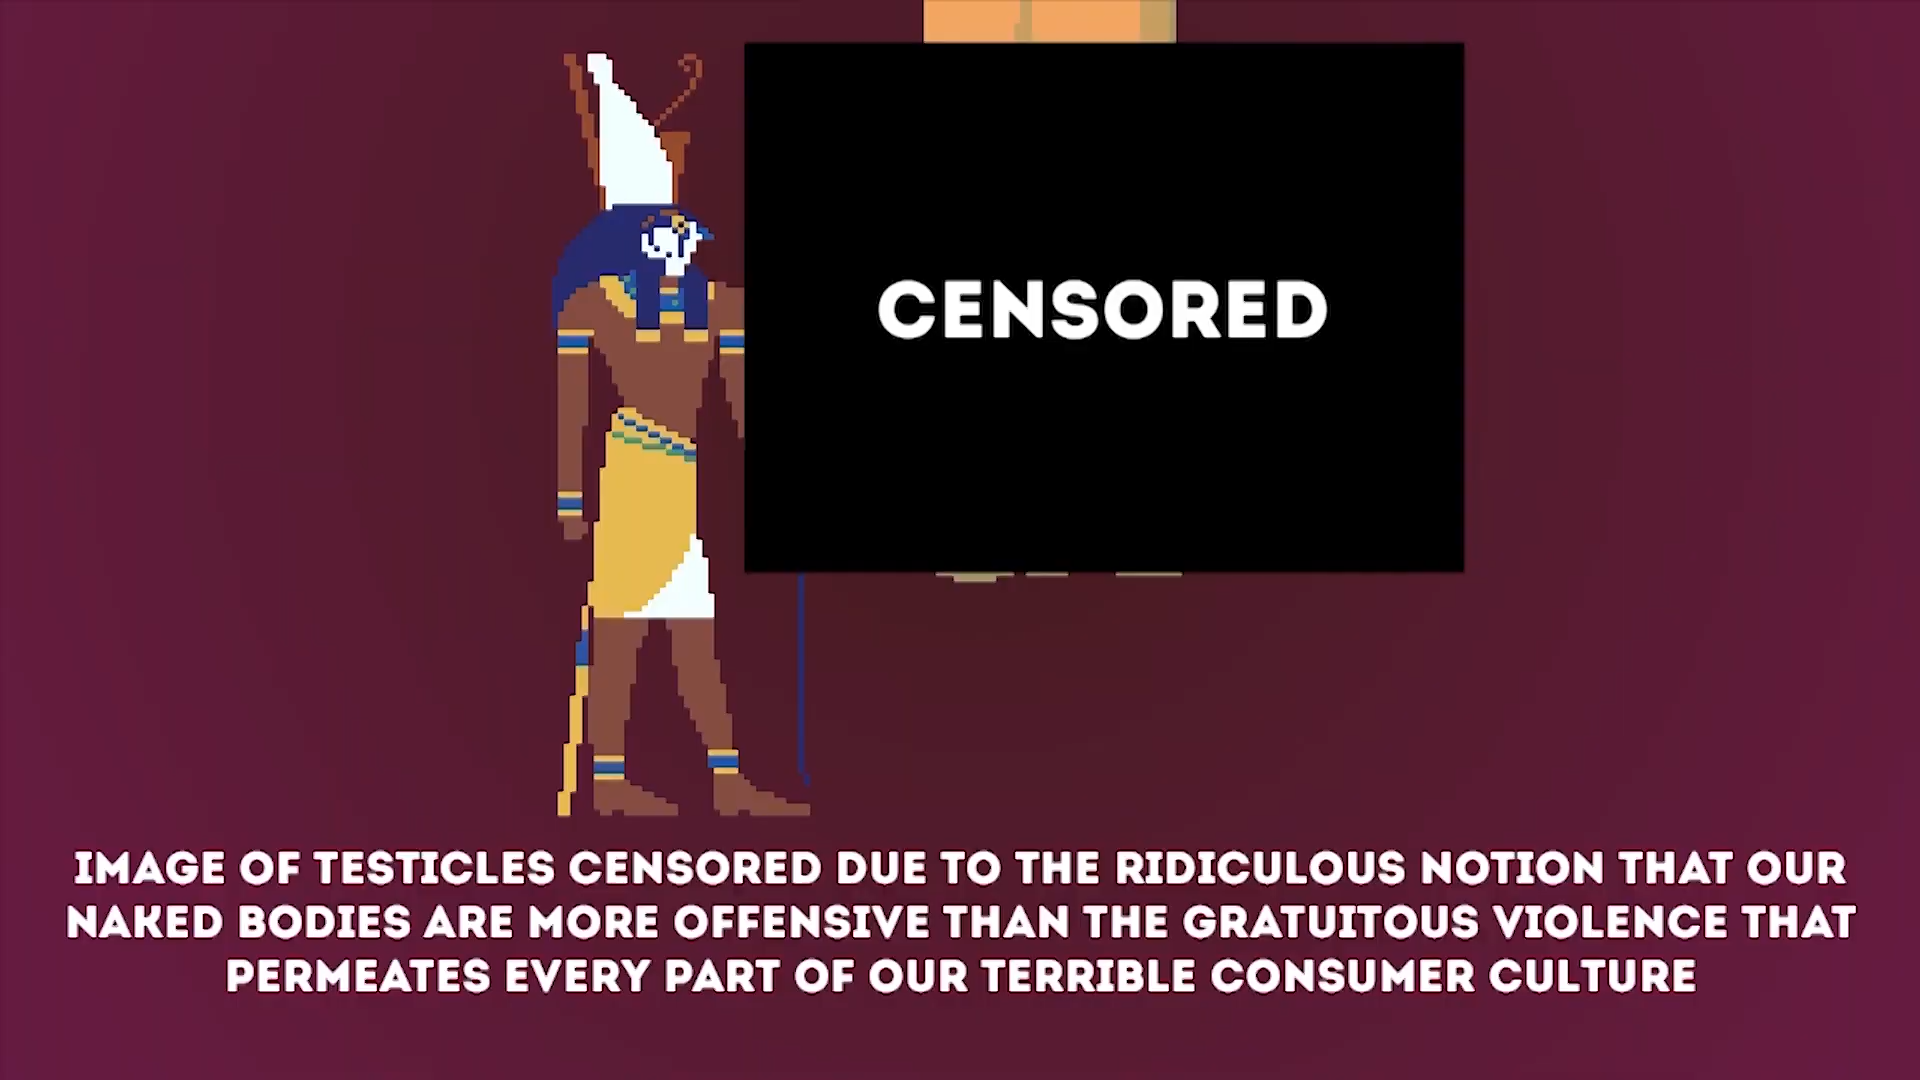 CENSORED
IMAGE OF TESTICLES CENSORED DUE TO THE RIDICULOUS NOTION THAT OUR
NAKED BODIES ARE MORE OFFENSIVE THAN THE GRATUITOUS VIOLENCE THAT
PERMEATES EVERY PART OF OUR TERRIBLE CONSUMER CULTURE